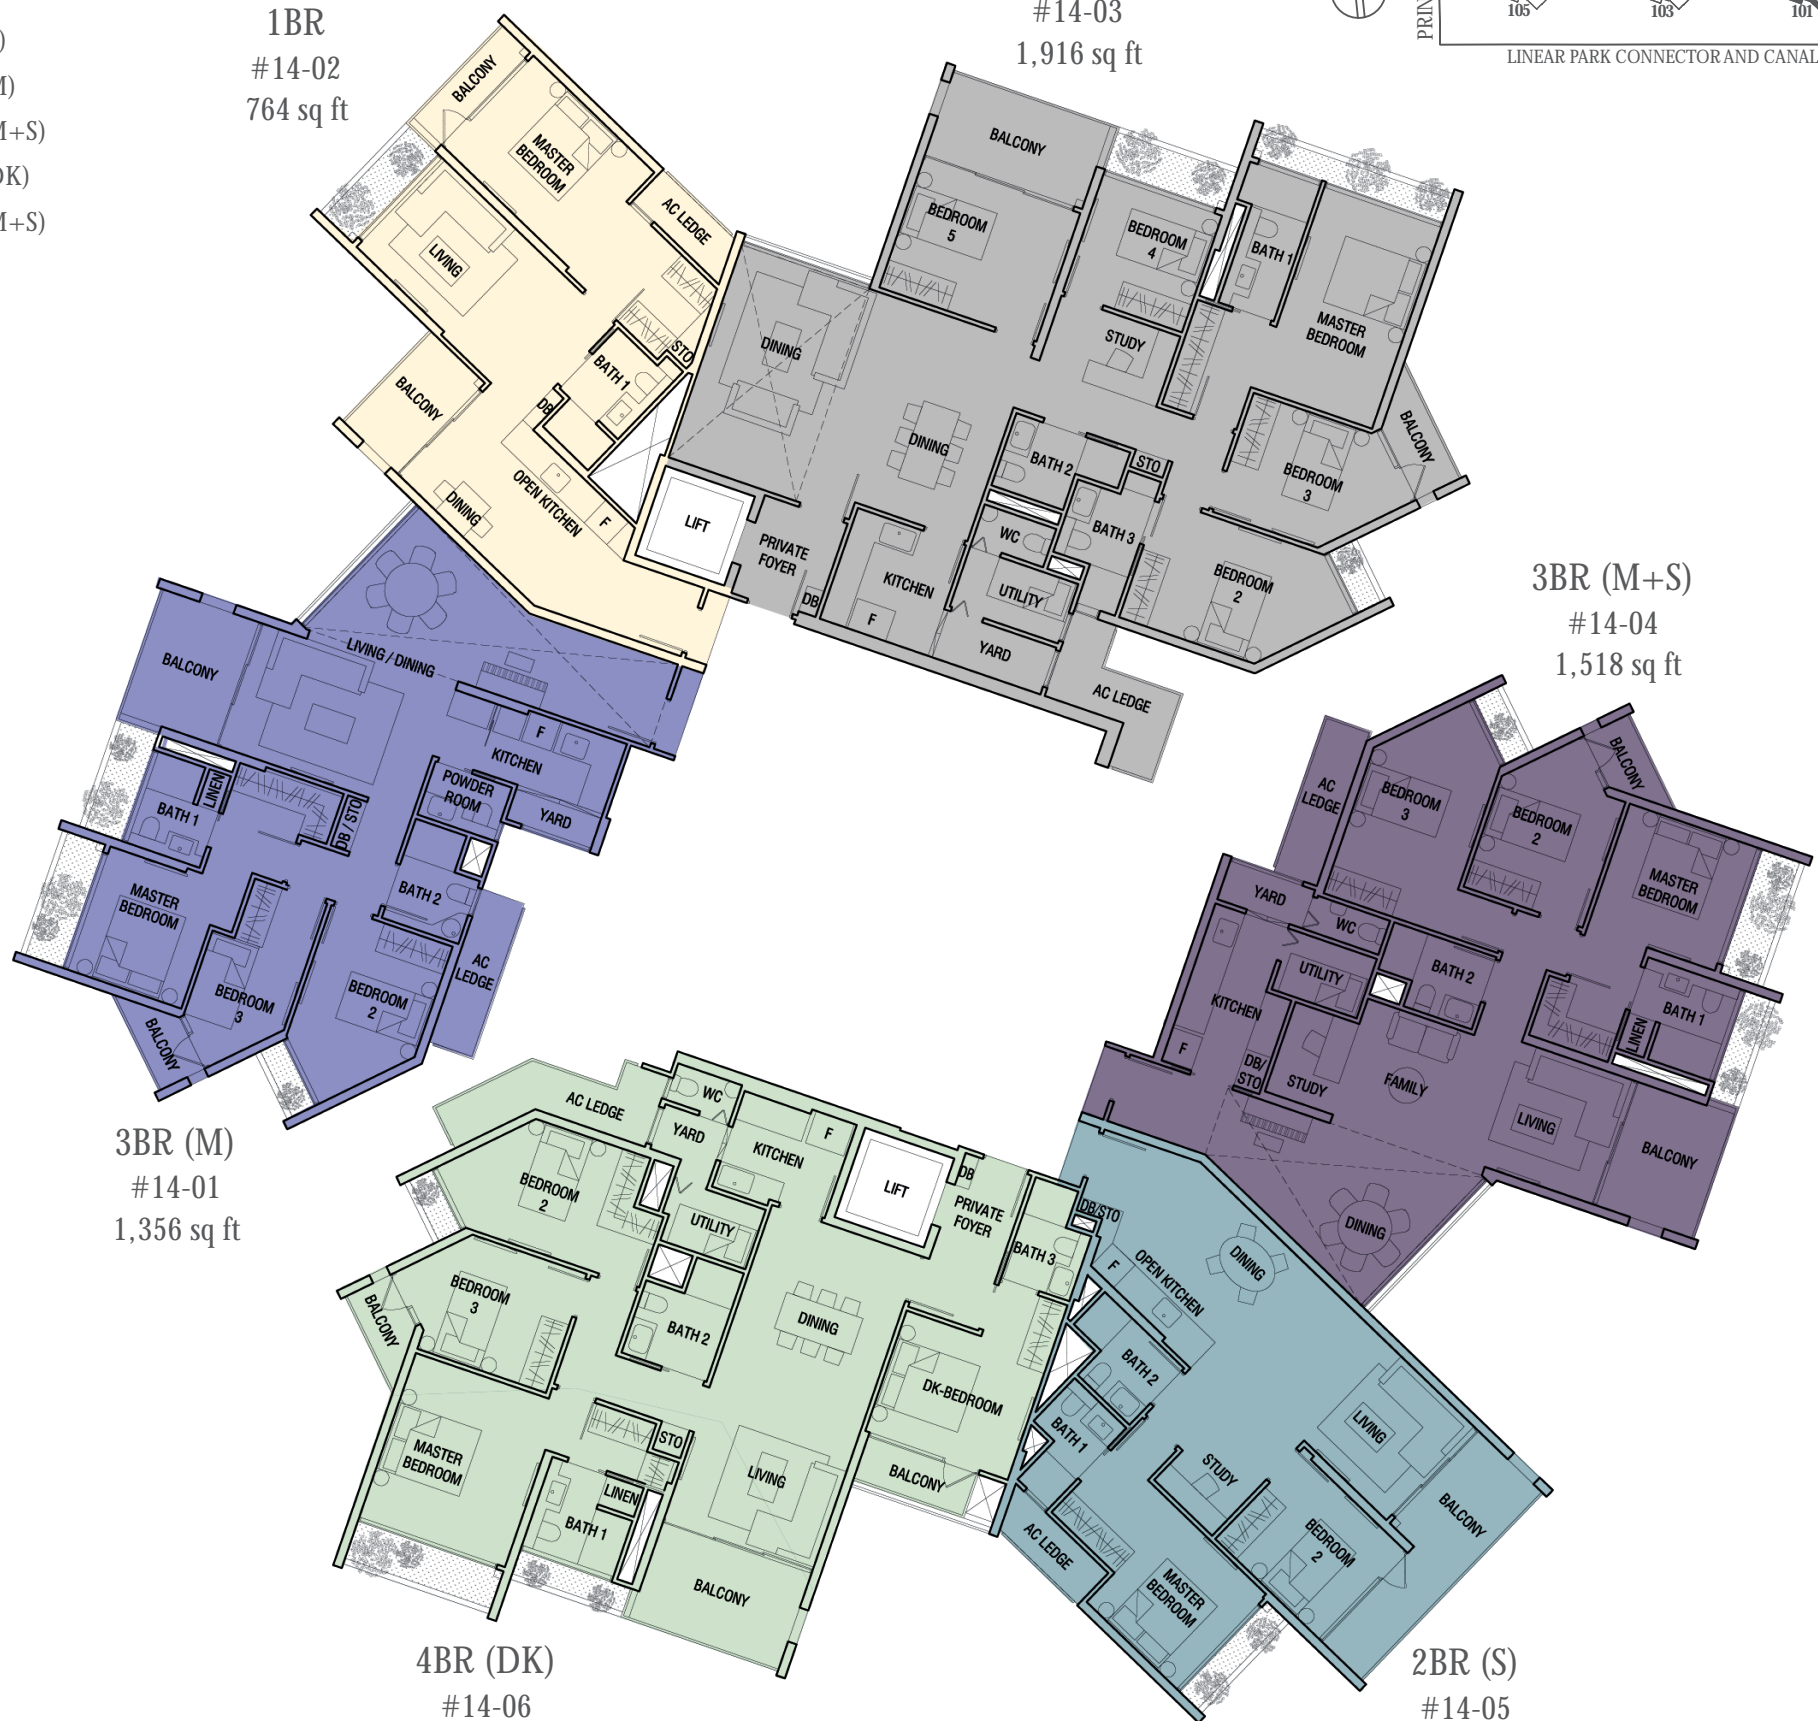 1BR
#14-02
764 sq ft
#14-03
1,916 sq ft
105
103
101
LINEAR PARK CONNECTOR AND CANAL
M+S)
DK)
M+S)
BALCONY
MASTER
BEDROOM
AC LEDGE
LIVING
STO
BATH 1
DB
BALCONY
OPEN KITCHEN
F
DINING
LIFT
BALCONY
BEDROOM
5
BEDROOM
4
BATH 1
MASTER
BEDROOM
STUDY
DINING
DINING
BATH 2
STO
BEDROOM
3
BALCONY
BATH 3
WC
PRIVATE
FOYER
DB
KITCHEN
F
UTILITY
YARD
BEDROOM
2
AC LEDGE
3BR (M+S)
#14-04
1,518 sq ft
BALCONY
LIVING / DINING
F
KITCHEN
POWDER
ROOM
YARD
LINEN
BATH 1
DB / STO
BATH 2
MASTER
BEDROOM
BEDROOM
3
BEDROOM
2
AC
LEDGE
BALCONY
3BR (M)
#14-01
1,356 sq ft
AC
LEDGE
BEDROOM
3
BEDROOM
2
BALCONY
MASTER
BEDROOM
YARD
WC
UTILITY
BATH 2
KITCHEN
F
DB/
STO
STUDY
FAMILY
LINEN
BATH 1
LIVING
BALCONY
DINING
AC LEDGE
WC
YARD
KITCHEN
F
LIFT
DB
PRIVATE
FOYER
BATH 3
BEDROOM
2
UTILITY
BEDROOM
3
BALCONY
BATH 2
DINING
DK-BEDROOM
MASTER
BEDROOM
STO
LINEN
BATH 1
LIVING
BALCONY
BALCONY
4BR (DK)
#14-06
DB/STO
F
OPEN KITCHEN
DINING
BATH 2
BATH 1
LIVING
STUDY
BALCONY
AC LEDGE
BEDROOM
2
MASTER
BEDROOM
2BR (S)
#14-05